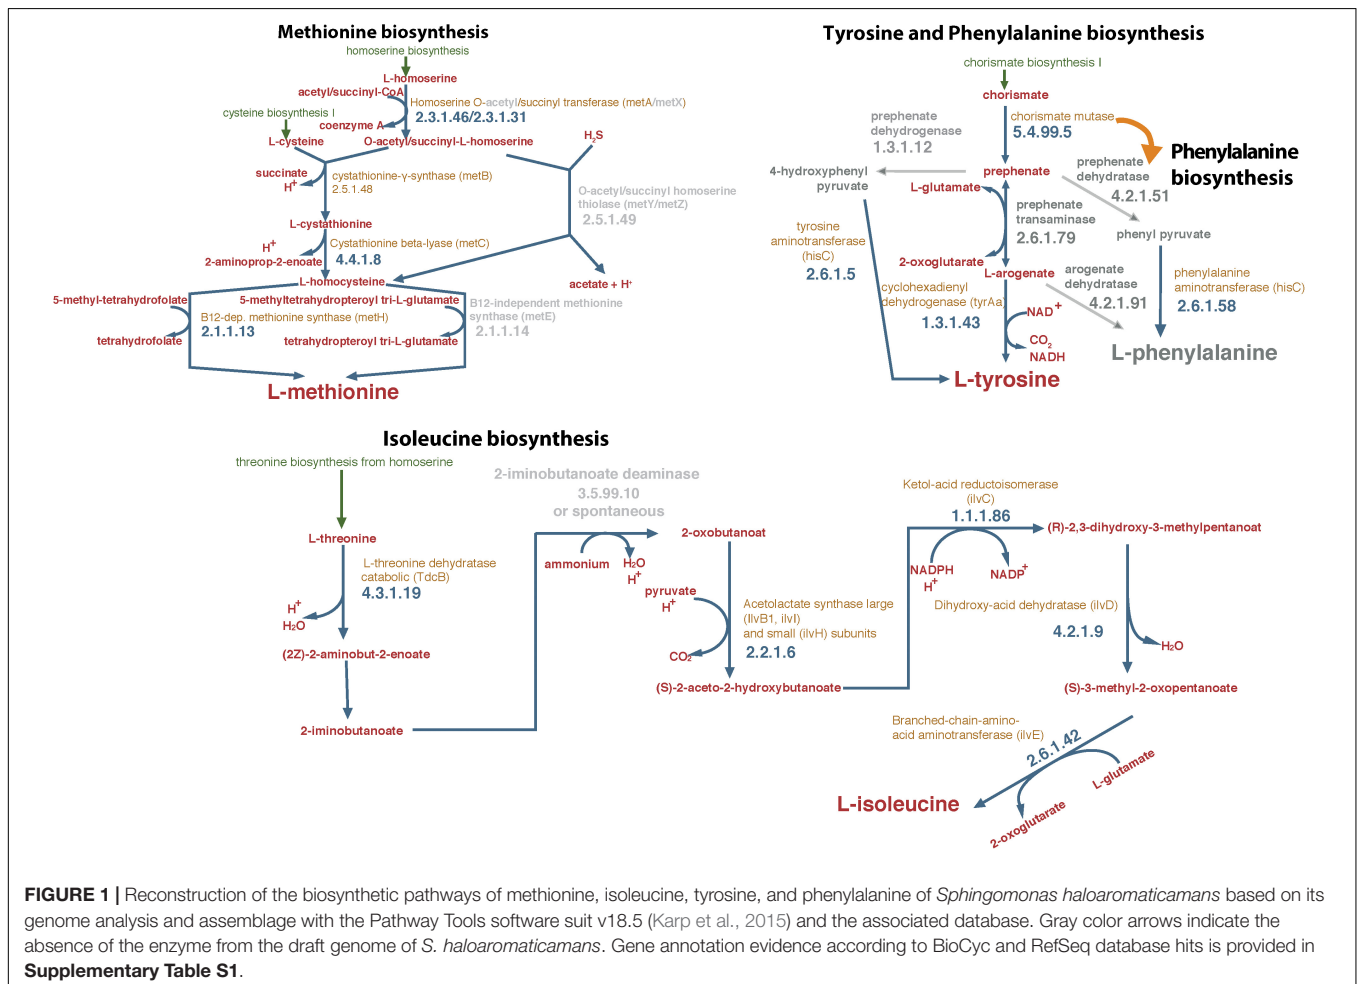 Methionine biosynthesis
homoserine biosynthesis
L-homoserine
acetyl/succinyl-CoA
Homoserine O-acetyl/succinyl transferase (metA/metX)
2.3.1.46/2.3.1.31
cysteine biosynthesis I
coenzyme A
L-cysteine
O-acetyl/succinyl-L-homoserine
H2S
succinate
H+
cystathionine-γ-synthase (metB)
2.5.1.48
O-acetyl/succinyl homoserine
thiolase (metY/metZ)
2.5.1.49
L-cystathionine
H+
2-aminoprop-2-enoate
Cystathionine beta-lyase (metC)
4.4.1.8
L-homocysteine
acetate + H+
5-methyl-tetrahydrofolate
5-methyltetrahydropteroyl tri-L-glutamate
B12-dep. methionine synthase (metH)
2.1.1.13
B12-independent methionine
synthase (metE)
2.1.1.14
tetrahydrofolate
tetrahydropteroyl tri-L-glutamate
L-methionine
Tyrosine and Phenylalanine biosynthesis
chorismate biosynthesis I
chorismate
prephenate
dehydrogenase
1.3.1.12
chorismate mutase
5.4.99.5
Phenylalanine
biosynthesis
4-hydroxyphenyl
pyruvate
prephenate
prephenate
dehydratase
4.2.1.51
L-glutamate
prephenate
transaminase
2.6.1.79
tyrosine
aminotransferase
(hisC)
2.6.1.5
phenyl pyruvate
2-oxoglutarate
L-arogenate
arogenate
dehydratase
4.2.1.91
phenylalanine
aminotransferase (hisC)
2.6.1.58
cyclohexadienyl
dehydrogenase (tyrAa)
1.3.1.43
NAD+
CO2
NADH
L-phenylalanine
L-tyrosine
Isoleucine biosynthesis
threonine biosynthesis from homoserine
2-iminobutanoate deaminase
3.5.99.10
or spontaneous
Ketol-acid reductoisomerase
(ilvC)
1.1.1.86
L-threonine
2-oxobutanoat
(R)-2,3-dihydroxy-3-methylpentanoat
L-threonine dehydratase
catabolic (TdcB)
4.3.1.19
ammonium
H2O
H+
NADPH
H+
NADP+
H+
H2O
pyruvate
H+
Acetolactate synthase large
(IlvB1, ilvI)
and small (ilvH) subunits
2.2.1.6
Dihydroxy-acid dehydratase (ilvD)
4.2.1.9
H2O
(2Z)-2-aminobut-2-enoate
CO2
(S)-2-aceto-2-hydroxybutanoate
(S)-3-methyl-2-oxopentanoate
2-iminobutanoate
Branched-chain-amino-
acid aminotransferase (ilvE)
2.6.1.42
L-glutamate
L-isoleucine
2-oxoglutarate
FIGURE 1 | Reconstruction of the biosynthetic pathways of methionine, isoleucine, tyrosine, and phenylalanine of Sphingomonas haloaromaticamans based on its
genome analysis and assemblage with the Pathway Tools software suit v18.5 (Karp et al., 2015) and the associated database. Gray color arrows indicate the
absence of the enzyme from the draft genome of S. haloaromaticamans. Gene annotation evidence according to BioCyc and RefSeq database hits is provided in
Supplementary Table S1.